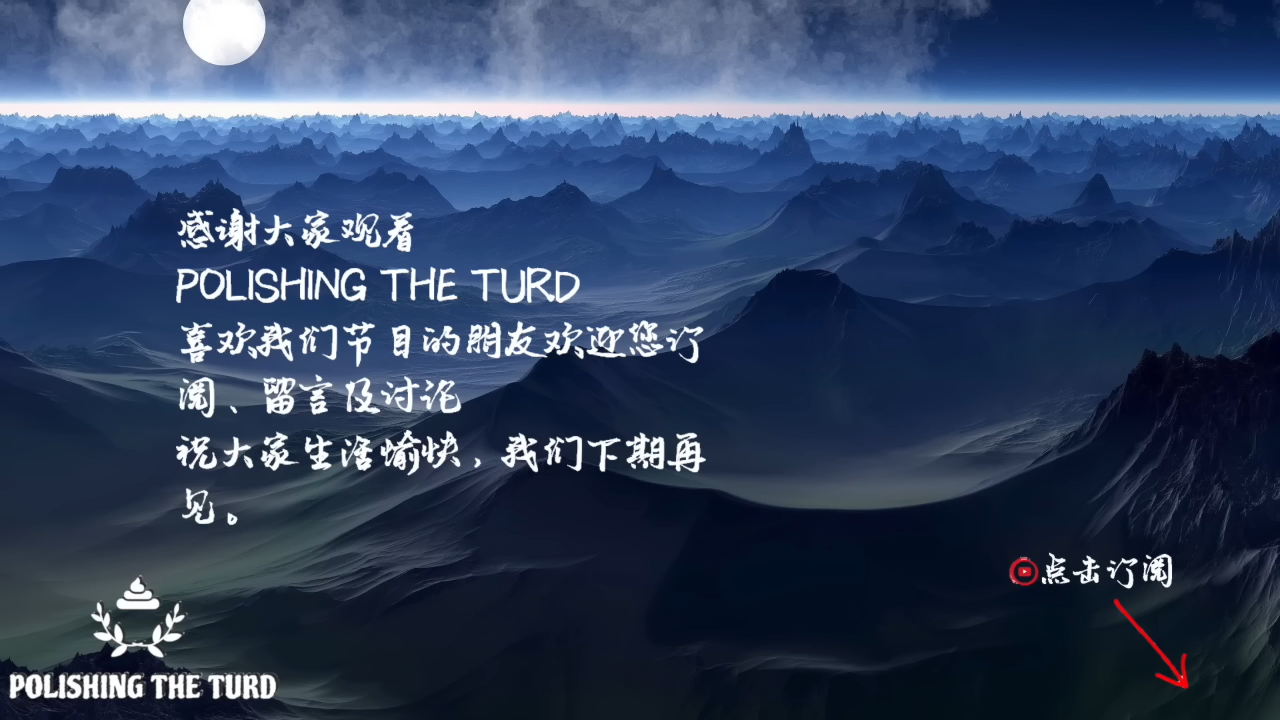 感谢大家观看
POLISHING THE TURD
喜欢我们节目的朋友欢迎您订
阅、留言及讨论
祝大家生活愉快，我们下期再
见。
点击订阅
POLISHING THE TURD